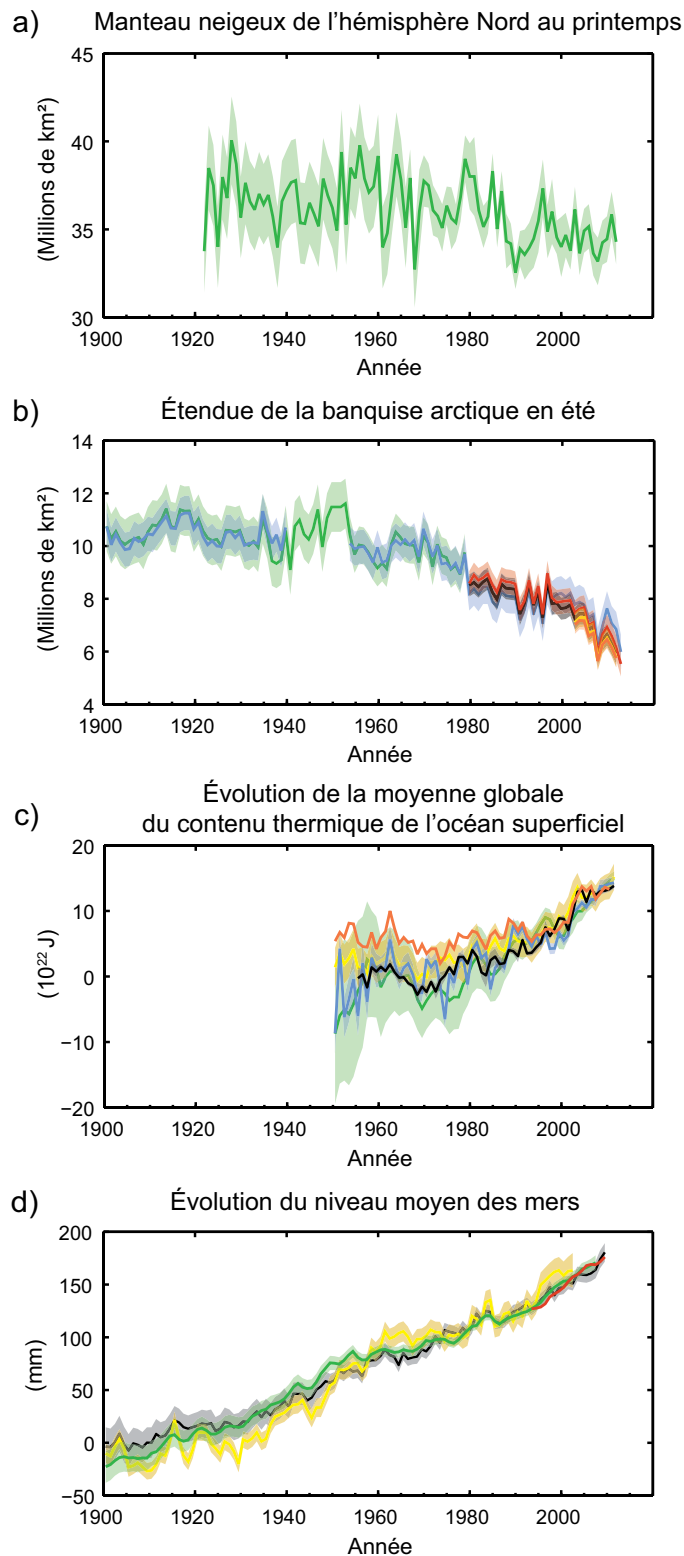 a) Manteau neigeux de l’hémisphère Nord au printemps
45
40
35
30
(Millions de km²)
1900 1920 1940 1960 1980 2000
Année
b) Étendue de la banquise arctique en été
14
12
10
8
6
4
(Millions de km²)
1900 1920 1940 1960 1980 2000
Année
c) Évolution de la moyenne globale
du contenu thermique de l’océan superficiel
20
10
0
−10
−20
(10²² J)
1900 1920 1940 1960 1980 2000
Année
d) Évolution du niveau moyen des mers
200
150
100
50
0
−50
(mm)
1900 1920 1940 1960 1980 2000
Année